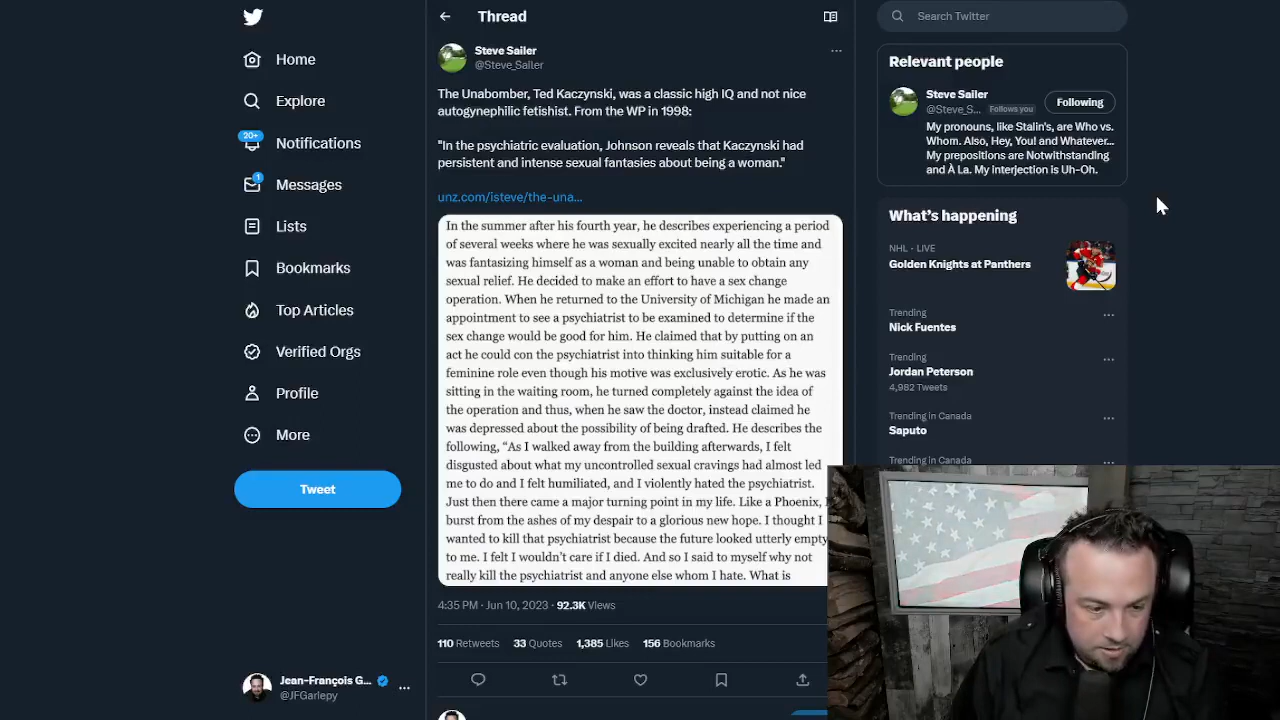 Thread
Search Twitter
Home
Explore
20+
Notifications
1
Messages
Lists
Bookmarks
Top Articles
Verified Orgs
Profile
More
Tweet
Jean-François G...
@JFGarlepy
Steve Sailer
@Steve_Sailer
The Unabomber, Ted Kaczynski, was a classic high IQ and not nice
autogynephilic fetishist. From the WP in 1998:
"In the psychiatric evaluation, Johnson reveals that Kaczynski had
persistent and intense sexual fantasies about being a woman."
unz.com/isteve/the-una...
In the summer after his fourth year, he describes experiencing a period
of several weeks where he was sexually excited nearly all the time and
was fantasizing himself as a woman and being unable to obtain any
sexual relief. He decided to make an effort to have a sex change
operation. When he returned to the University of Michigan he made an
appointment to see a psychiatrist to be examined to determine if the
sex change would be good for him. He claimed that by putting on an
act he could con the psychiatrist into thinking him suitable for a
feminine role even though his motive was exclusively erotic. As he was
sitting in the waiting room, he turned completely against the idea of
the operation and thus, when he saw the doctor, instead claimed he
was depressed about the possibility of being drafted. He describes the
following, “As I walked away from the building afterwards, I felt
disgusted about what my uncontrolled sexual cravings had almost led
me to do and I felt humiliated, and I violently hated the psychiatrist.
Just then there came a major turning point in my life. Like a Phoenix, I
burst from the ashes of my despair to a glorious new hope. I thought I
wanted to kill that psychiatrist because the future looked utterly empty
to me. I felt I wouldn't care if I died. And so I said to myself why not
really kill the psychiatrist and anyone else whom I hate. What is
4:35 PM · Jun 10, 2023 · 92.3K Views
110 Retweets 33 Quotes 1,385 Likes 156 Bookmarks
Relevant people
Steve Sailer
@Steve_S... Follows you
Following
My pronouns, like Stalin's, are Who vs.
Whom. Also, Hey, You! and Whatever...
My prepositions are Notwithstanding
and À La. My interjection is Uh-Oh.
What's happening
NHL · LIVE
Golden Knights at Panthers
Trending
Nick Fuentes
Trending
Jordan Peterson
4,982 Tweets
Trending in Canada
Saputo
Trending in Canada